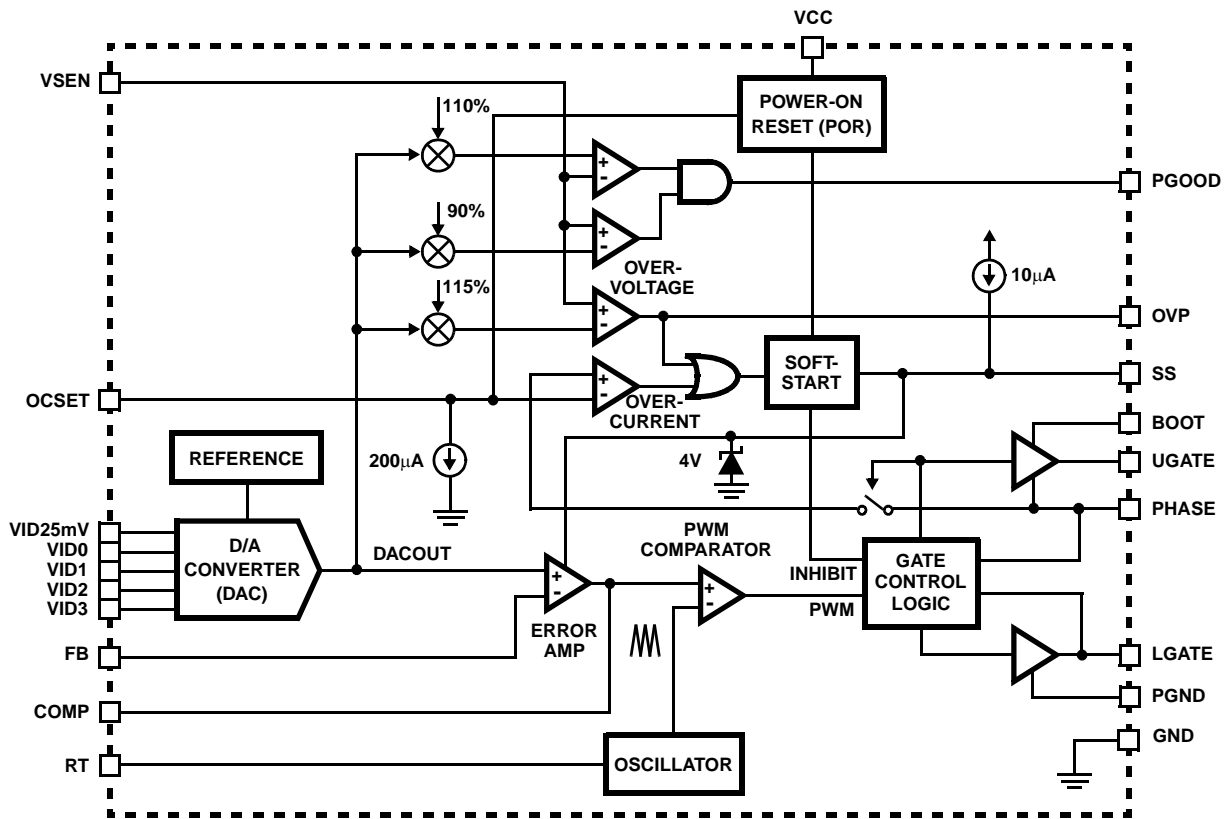 VCC
VSEN
POWER-ON
RESET (POR)
110%
+
-
PGOOD
90%
+
-
OVER-
VOLTAGE
10μA
115%
+
-
OVP
SOFT-
START
SS
+
-
OCSET
OVER-
CURRENT
BOOT
REFERENCE
200μA
4V
UGATE
PHASE
VID25mV
VID0
VID1
VID2
VID3
D/A
CONVERTER
(DAC)
DACOUT
PWM
COMPARATOR
+
-
+
-
INHIBIT
PWM
GATE
CONTROL
LOGIC
ERROR
AMP
FB
LGATE
PGND
COMP
GND
RT
OSCILLATOR